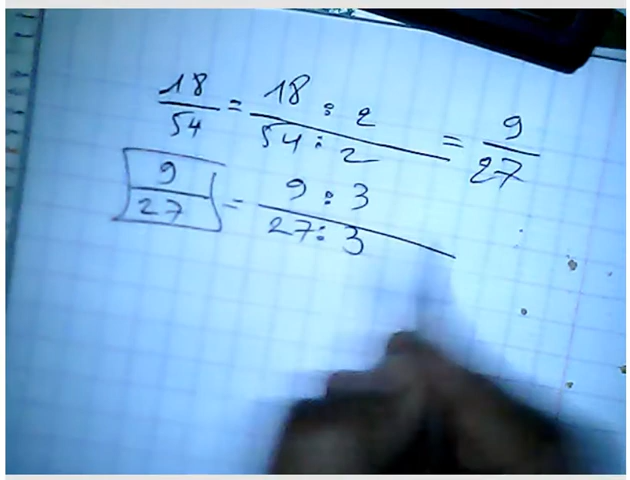 18/54 = 18 : 2 / 54 : 2 = 9/27
9/27 = 9 : 3 / 27 : 3